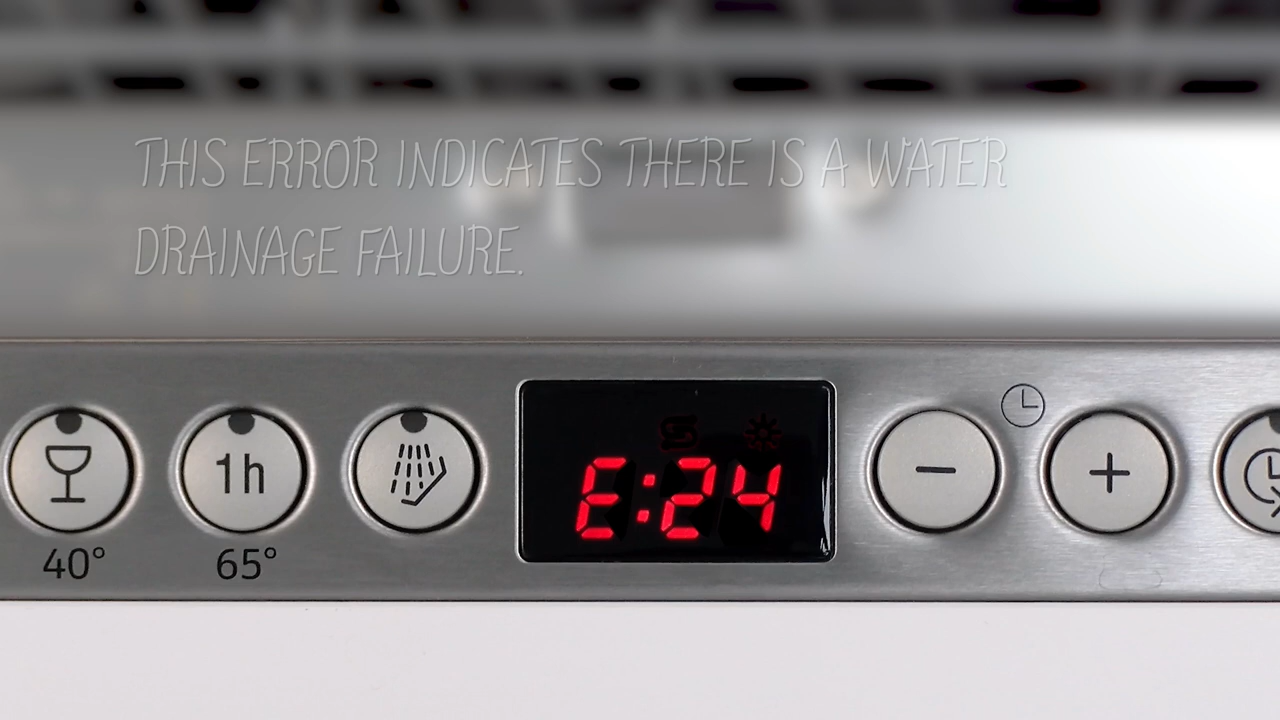 THIS ERROR INDICATES THERE IS A WATER
DRAINAGE FAILURE.
E:24
1h
- +
40° 65°